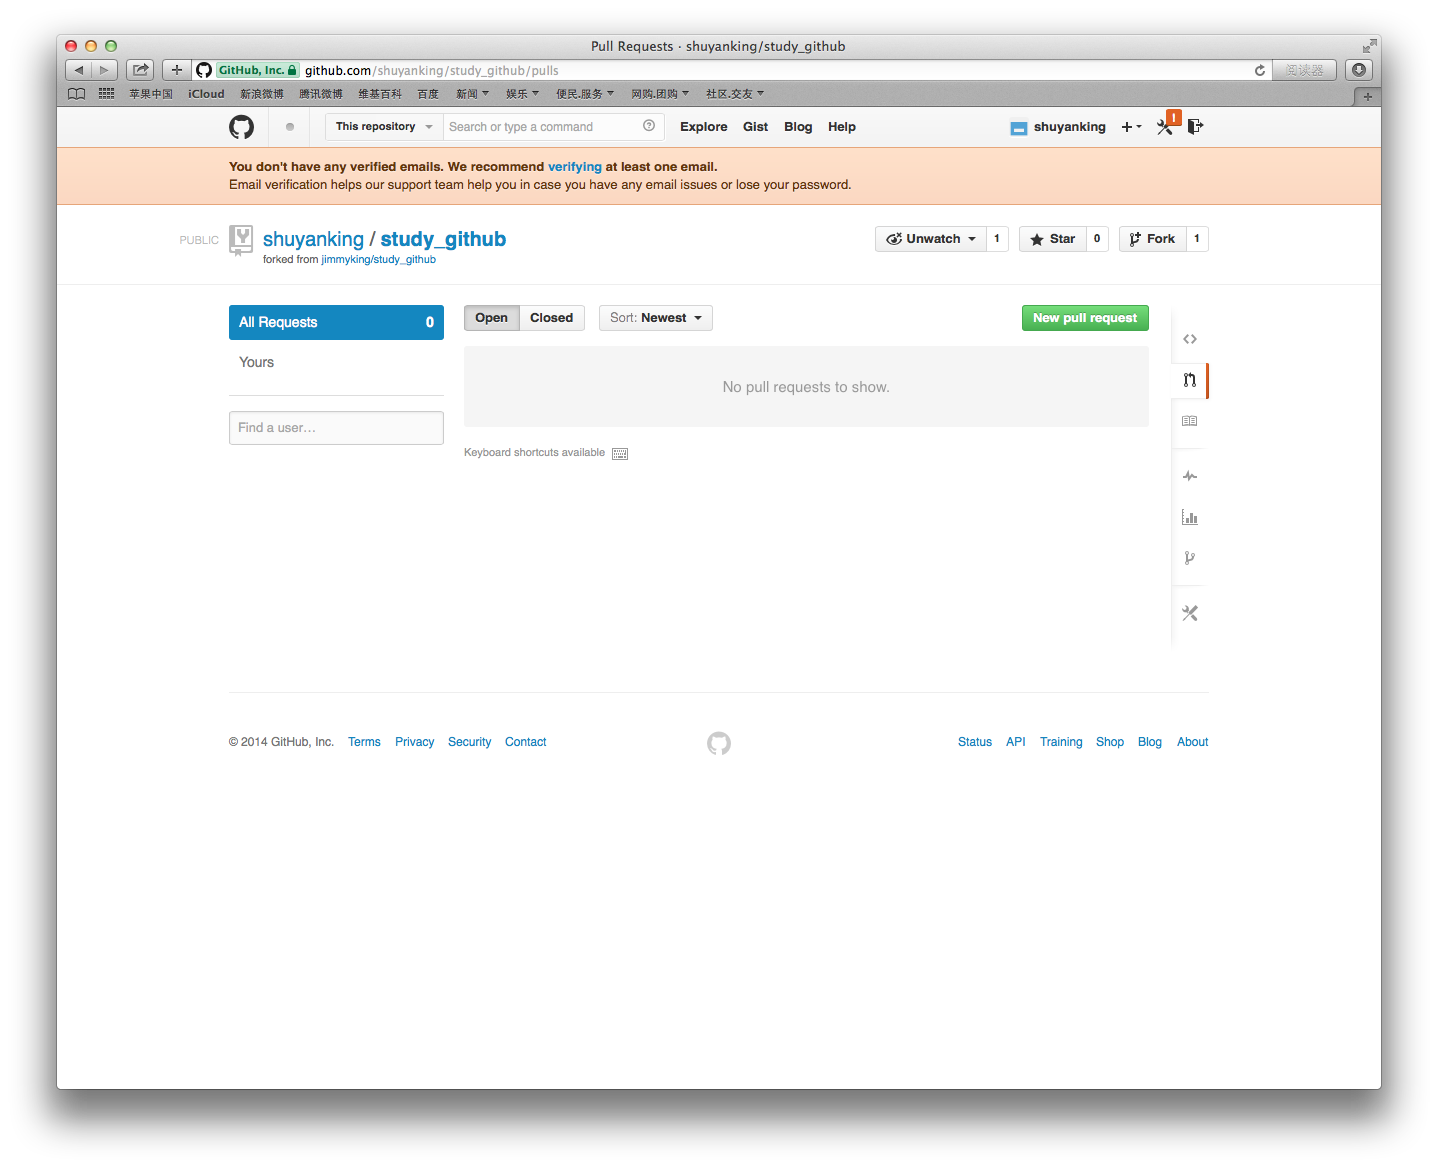 Pull Requests · shuyanking/study_github
GitHub, Inc. github.com/shuyanking/study_github/pulls 阅读器
苹果中国 iCloud 新浪微博 腾讯微博 维基百科 百度 新闻 娱乐 便民.服务 网购.团购 社区.交友
This repository Search or type a command Explore Gist Blog Help shuyanking
You don't have any verified emails. We recommend verifying at least one email.
Email verification helps our support team help you in case you have any email issues or lose your password.
PUBLIC shuyanking / study_github Unwatch 1 Star 0 Fork 1
forked from jimmyking/study_github
All Requests 0 Open Closed Sort: Newest New pull request
Yours
No pull requests to show.
Find a user…
Keyboard shortcuts available
© 2014 GitHub, Inc. Terms Privacy Security Contact Status API Training Shop Blog About